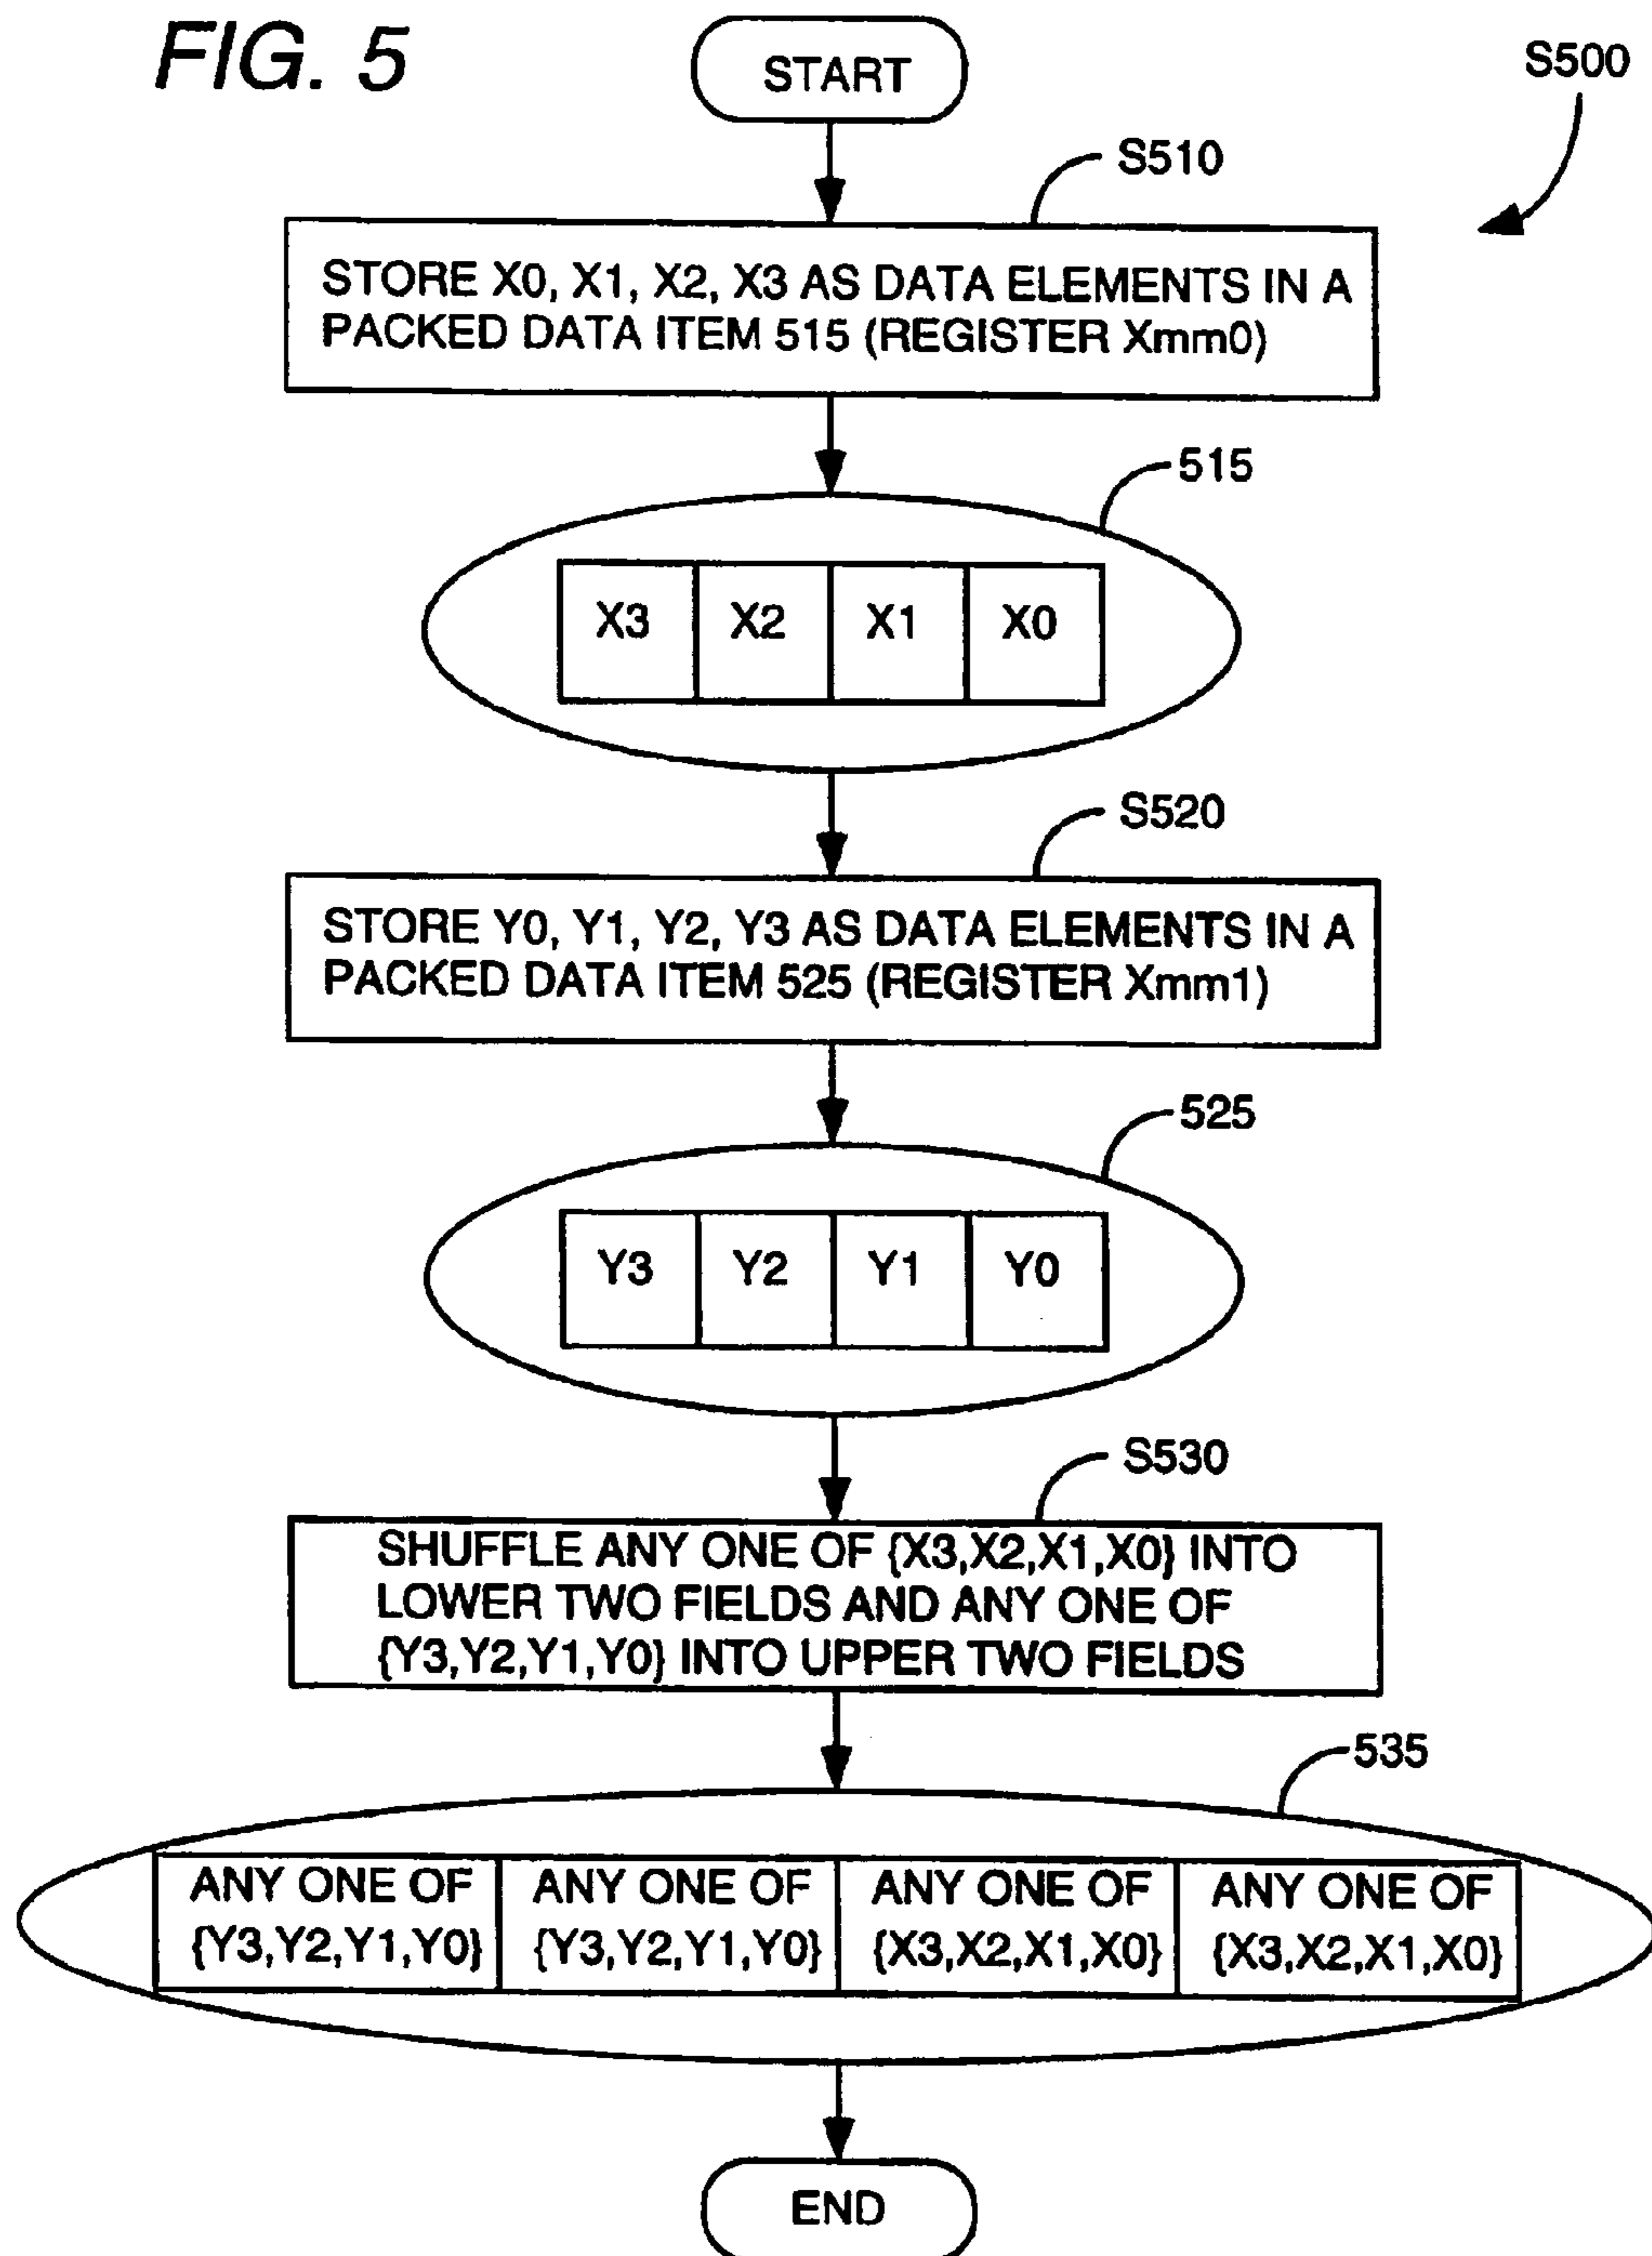 FIG. 5
START
S500
S510
STORE X0, X1, X2, X3 AS DATA ELEMENTS IN A
PACKED DATA ITEM 515 (REGISTER Xmm0)
515
X3 X2 X1 X0
S520
STORE Y0, Y1, Y2, Y3 AS DATA ELEMENTS IN A
PACKED DATA ITEM 525 (REGISTER Xmm1)
525
Y3 Y2 Y1 Y0
S530
SHUFFLE ANY ONE OF {X3,X2,X1,X0} INTO
LOWER TWO FIELDS AND ANY ONE OF
{Y3,Y2,Y1,Y0} INTO UPPER TWO FIELDS
535
ANY ONE OF ANY ONE OF ANY ONE OF ANY ONE OF
{Y3,Y2,Y1,Y0} {Y3,Y2,Y1,Y0} {X3,X2,X1,X0} {X3,X2,X1,X0}
END